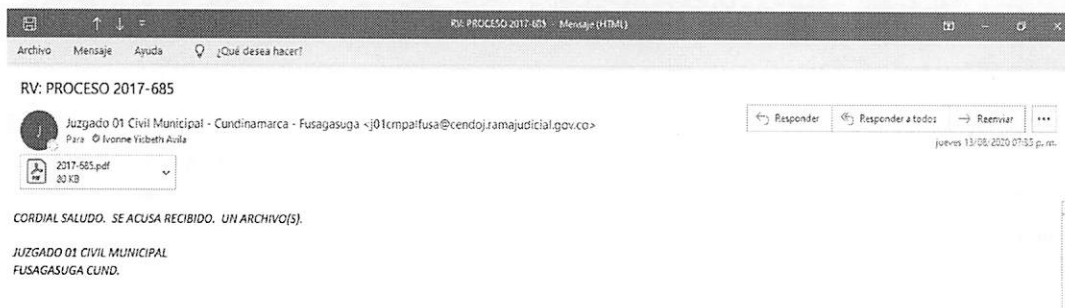 RV: PROCESO 2017-685 - Mensaje (HTML)
Archivo Mensaje Ayuda ¿Qué desea hacer?
RV: PROCESO 2017-685
J
Juzgado 01 Civil Municipal - Cundinamarca - Fusagasuga <j01cmpalfusa@cendoj.ramajudicial.gov.co>
Para Ivonne Yicbeth Avila
Responder Responder a todos Reenviar
jueves 13/08/2020 07:55 p. m.
2017-685.pdf
80 KB
CORDIAL SALUDO. SE ACUSA RECIBIDO. UN ARCHIVO(S).
JUZGADO 01 CIVIL MUNICIPAL
FUSAGASUGA CUND.